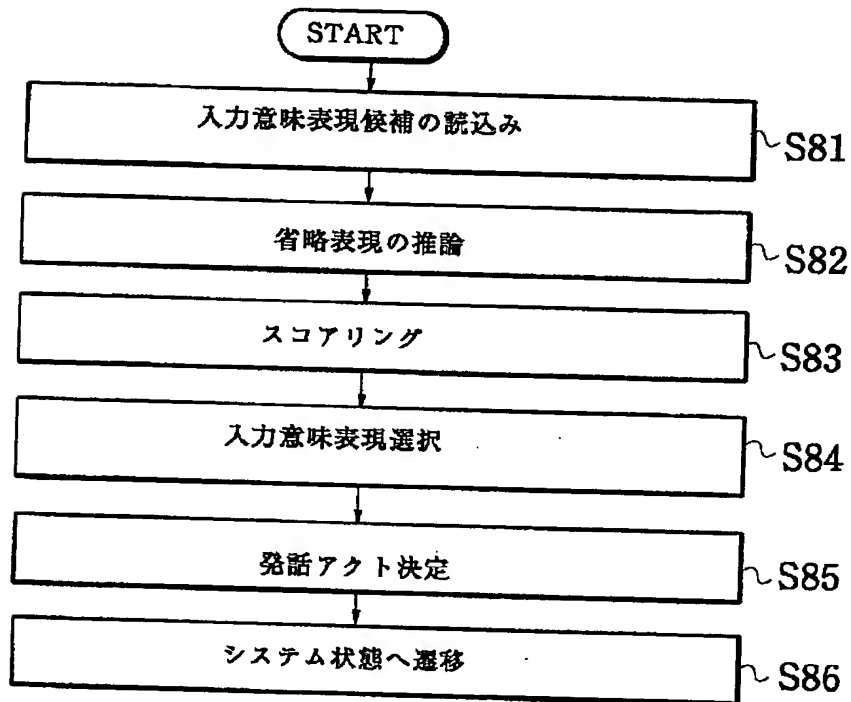 START
入力意味表現候補の読込み
S81
省略表現の推論
S82
スコアリング
S83
入力意味表現選択
S84
発話アクト決定
S85
システム状態へ遷移
S86